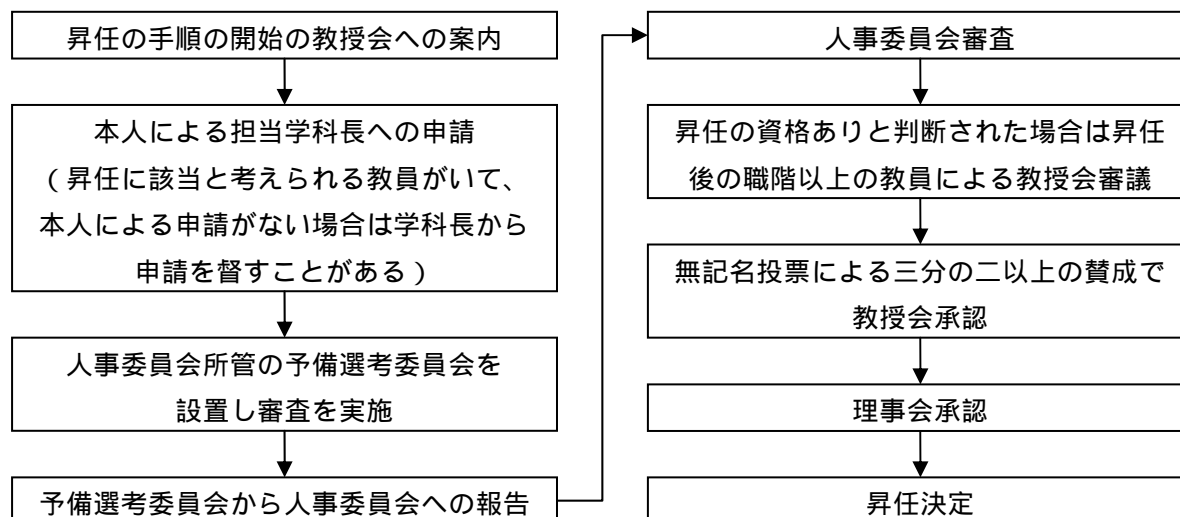 昇任の手順の開始の教授会への案内
本人による担当学科長への申請
（昇任に該当と考えられる教員がいて、
本人による申請がない場合は学科長から
申請を督すことがある）
人事委員会所管の予備選考委員会を
設置し審査を実施
予備選考委員会から人事委員会への報告
人事委員会審査
昇任の資格ありと判断された場合は昇任
後の職階以上の教員による教授会審議
無記名投票による三分の二以上の賛成で
教授会承認
理事会承認
昇任決定